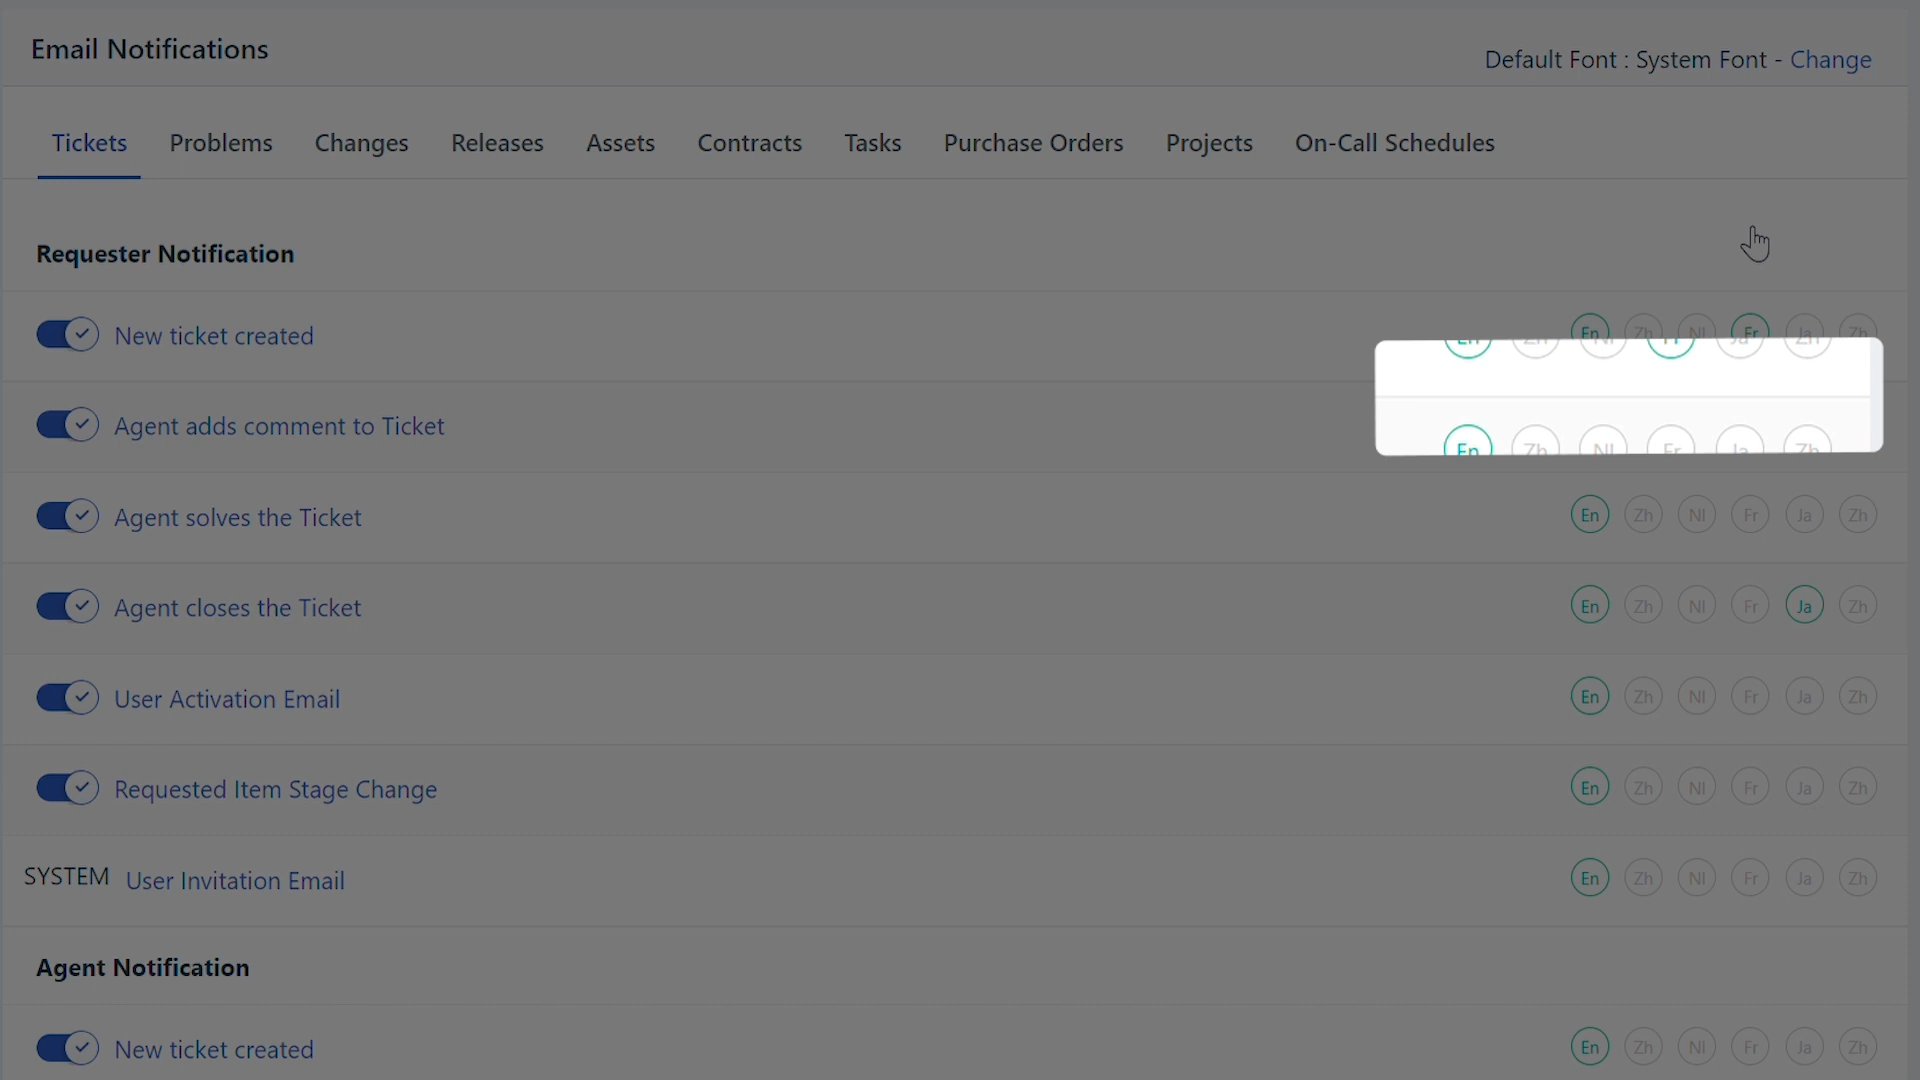 Email Notifications
Default Font : System Font - Change
Tickets Problems Changes Releases Assets Contracts Tasks Purchase Orders Projects On-Call Schedules
Requester Notification
New ticket created En Zh Nl Fr Ja Zh
Agent adds comment to Ticket
En Zh Nl Fr Ja Zh
Agent solves the Ticket En Zh Nl Fr Ja Zh
Agent closes the Ticket En Zh Nl Fr Ja Zh
User Activation Email En Zh Nl Fr Ja Zh
Requested Item Stage Change En Zh Nl Fr Ja Zh
SYSTEM User Invitation Email En Zh Nl Fr Ja Zh
Agent Notification
New ticket created En Zh Nl Fr Ja Zh